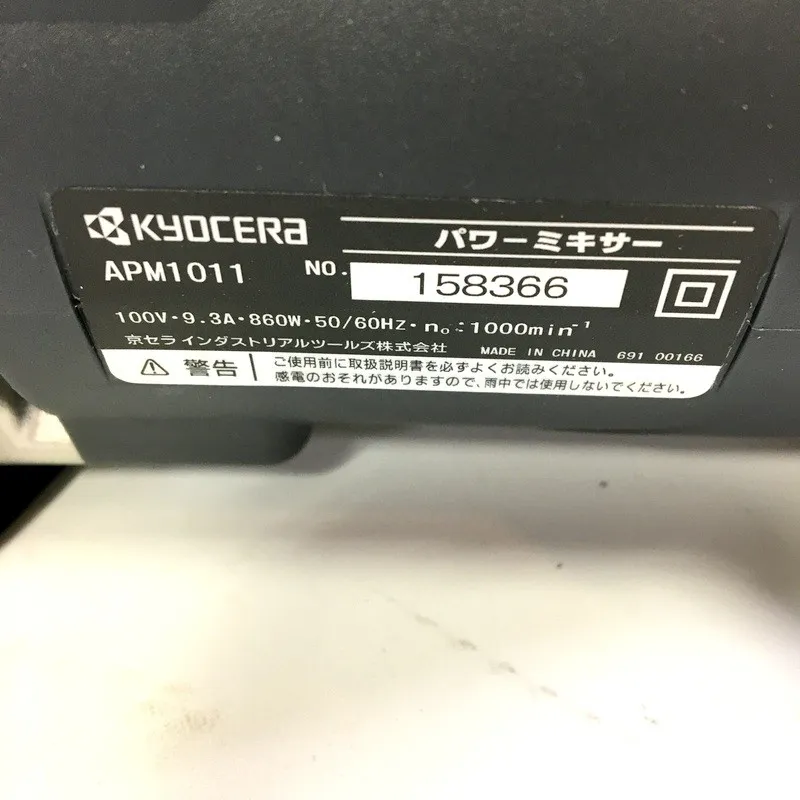 KYOCERA
パワーミキサー
APM1011 NO. 158366
100V・9.3A・860W・50/60HZ・n₀:1000min⁻¹
京セラ インダストリアルツールズ株式会社 MADE IN CHINA 691 00166
⚠ 警告 ご使用前に取扱説明書を必ずよくお読みください。
感電のおそれがありますので、雨中では使用しないでください。